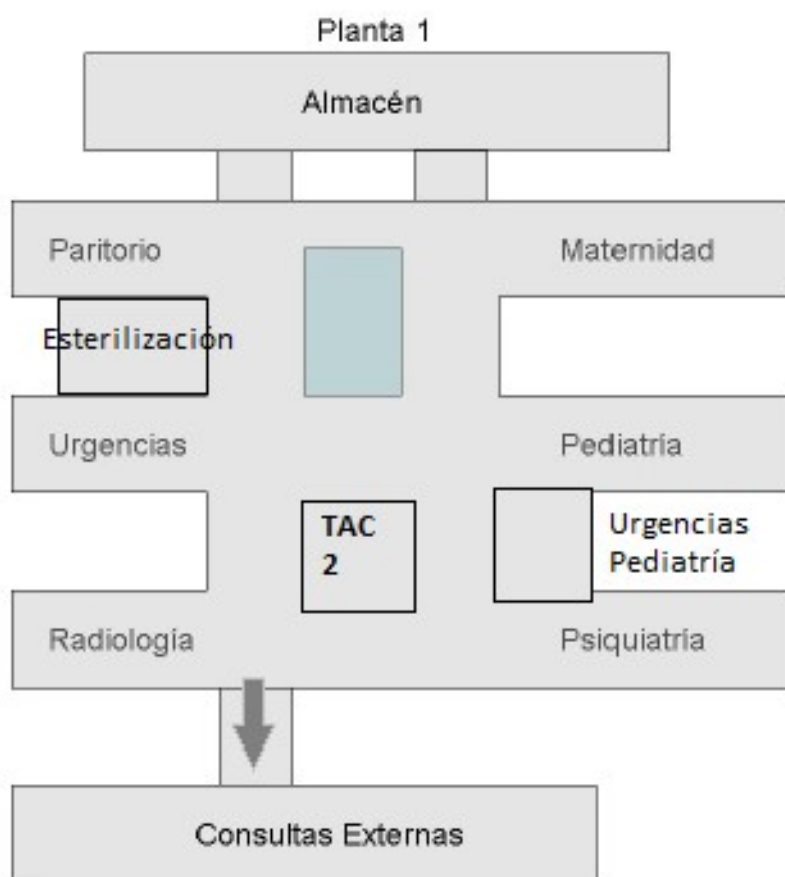 Planta 1
Almacén
Paritorio
Maternidad
Esterilización
Urgencias
Pediatría
TAC
2
Urgencias
Pediatría
Radiología
Psiquiatría
Consultas Externas